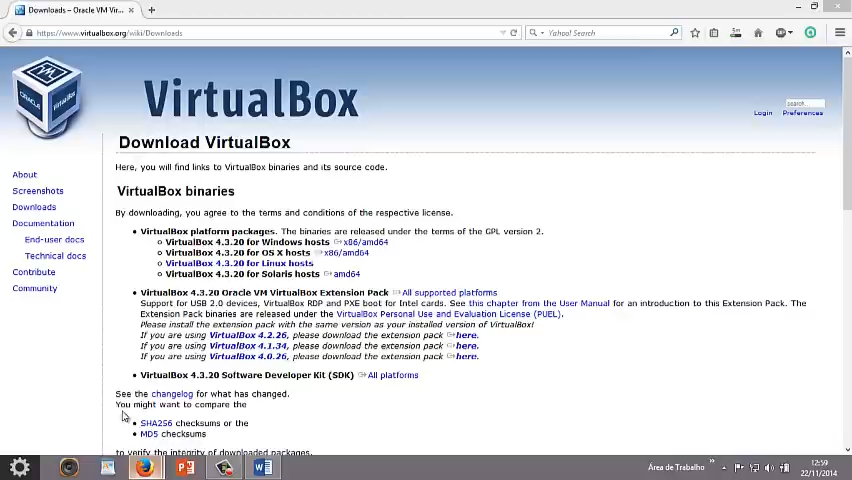 Downloads – Oracle VM Vir...
https://www.virtualbox.org/wiki/Downloads
Yahoo! Search
VirtualBox
search...
Login Preferences
Download VirtualBox
Here, you will find links to VirtualBox binaries and its source code.
About
Screenshots
Downloads
Documentation
End-user docs
Technical docs
Contribute
Community
VirtualBox binaries
By downloading, you agree to the terms and conditions of the respective license.
VirtualBox platform packages. The binaries are released under the terms of the GPL version 2.
VirtualBox 4.3.20 for Windows hosts x86/amd64
VirtualBox 4.3.20 for OS X hosts x86/amd64
VirtualBox 4.3.20 for Linux hosts
VirtualBox 4.3.20 for Solaris hosts amd64
VirtualBox 4.3.20 Oracle VM VirtualBox Extension Pack All supported platforms
Support for USB 2.0 devices, VirtualBox RDP and PXE boot for Intel cards. See this chapter from the User Manual for an introduction to this Extension Pack. The
Extension Pack binaries are released under the VirtualBox Personal Use and Evaluation License (PUEL).
Please install the extension pack with the same version as your installed version of VirtualBox!
If you are using VirtualBox 4.2.26, please download the extension pack here.
If you are using VirtualBox 4.1.34, please download the extension pack here.
If you are using VirtualBox 4.0.26, please download the extension pack here.
VirtualBox 4.3.20 Software Developer Kit (SDK) All platforms
See the changelog for what has changed.
You might want to compare the
SHA256 checksums or the
MD5 checksums
to verify the integrity of downloaded packages.
Área de Trabalho
12:59
22/11/2014